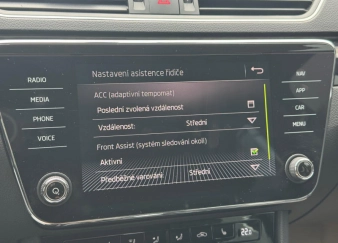 RADIO
MEDIA
PHONE
VOICE
Nastavení asistence řidiče
ACC (adaptivní tempomat)
Poslední zvolená vzdálenost
Vzdálenost: Střední
Front Assist (systém sledování okolí)
Aktivní
Předběžné varování: Střední
NAV
APP
CAR
MENU